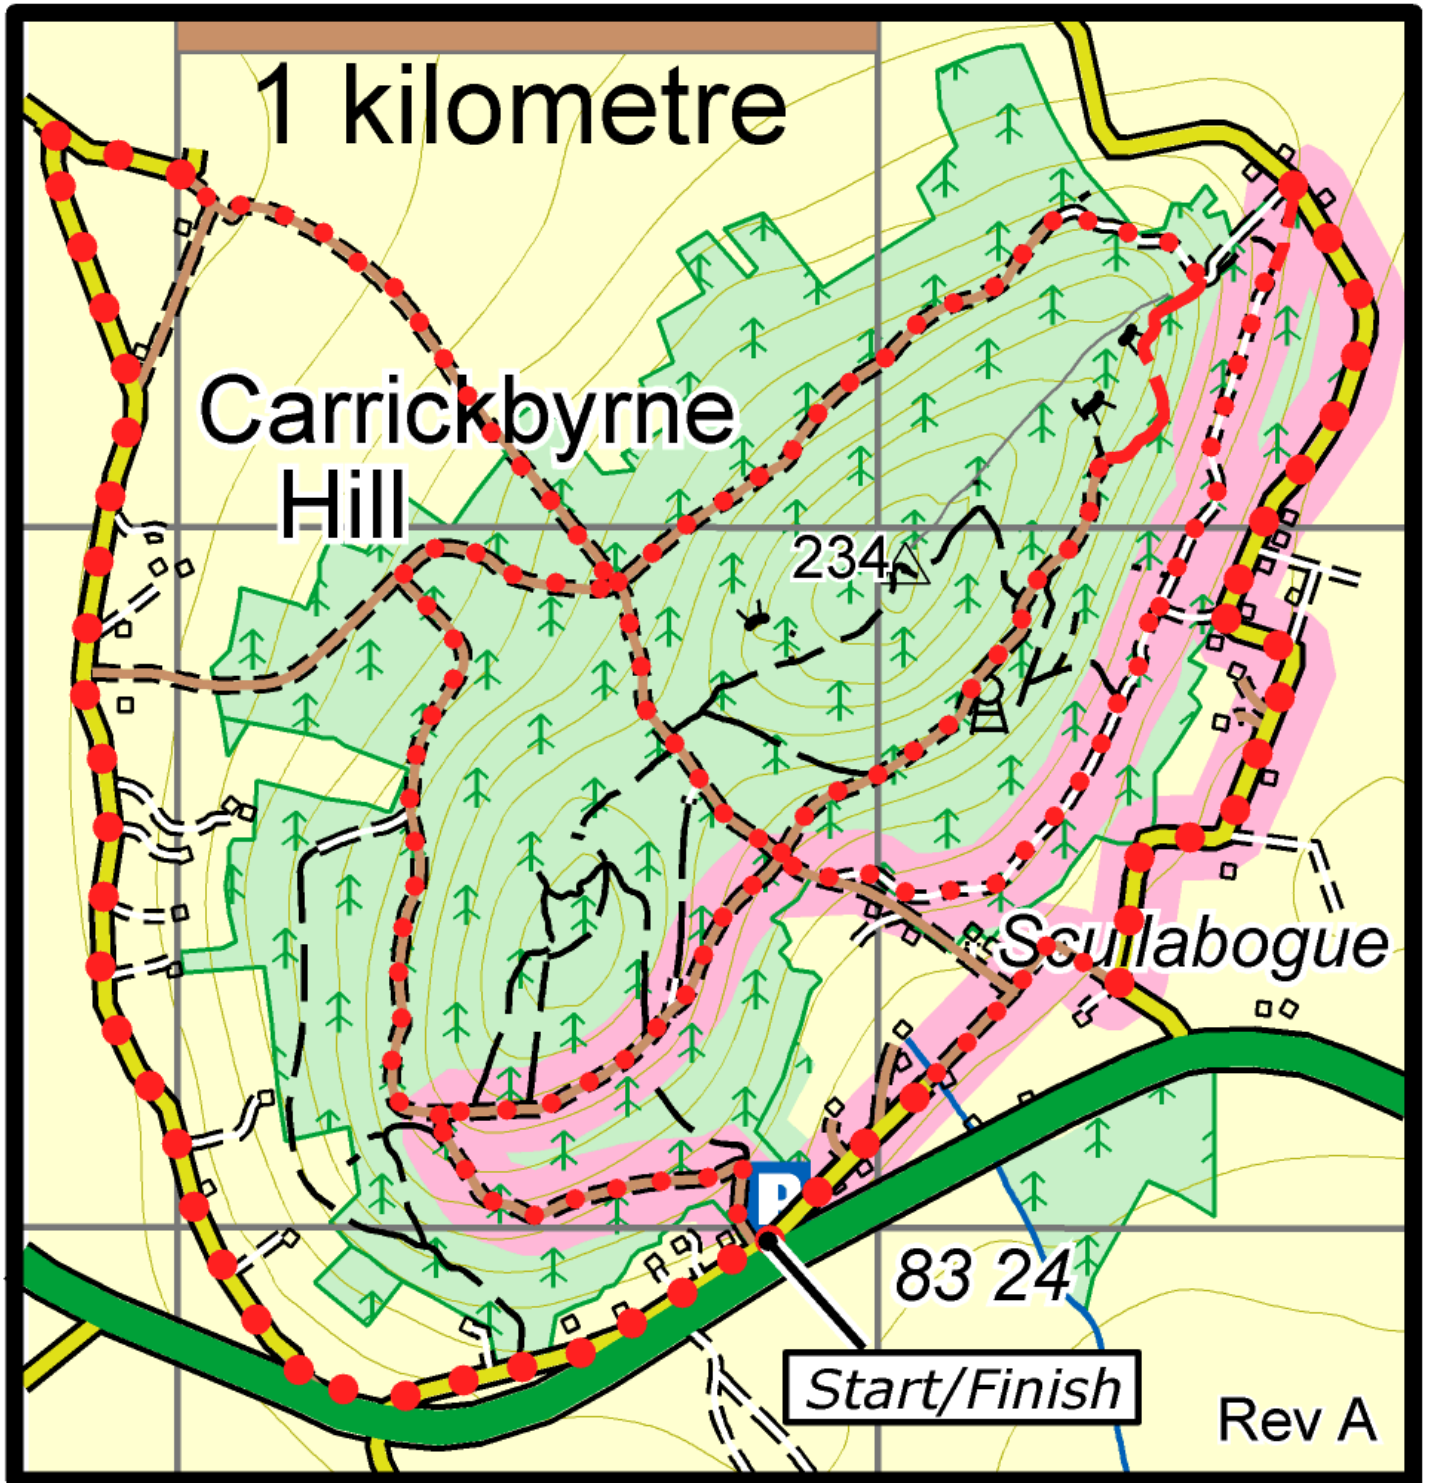 1 kilometre
Carrickbyrne
Hill
234
Scullabogue
P
83 24
Start/Finish
Rev A